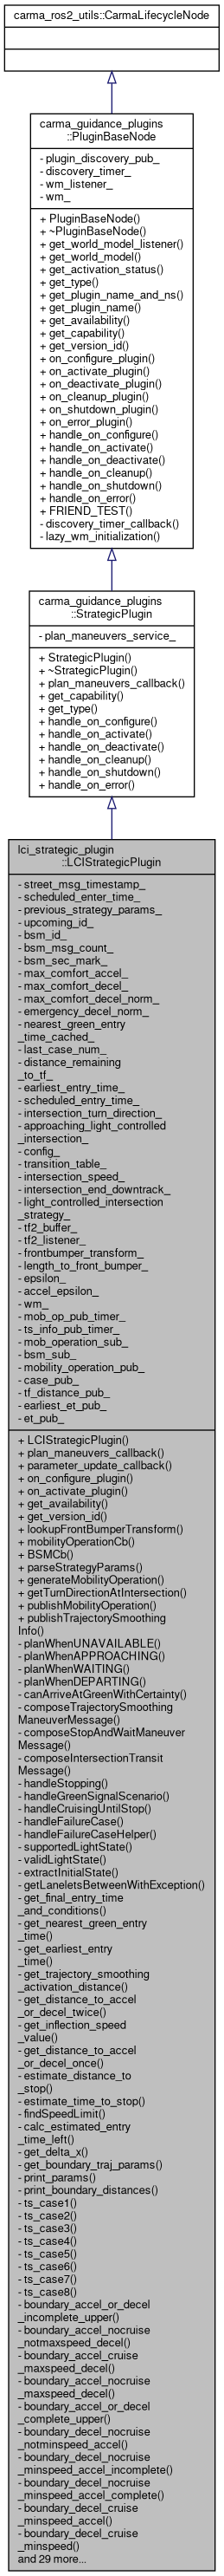 carma_ros2_utils::CarmaLifecycleNode
carma_guidance_plugins
::PluginBaseNode
- plugin_discovery_pub_
- discovery_timer_
- wm_listener_
- wm_
+ PluginBaseNode()
+ ~PluginBaseNode()
+ get_world_model_listener()
+ get_world_model()
+ get_activation_status()
+ get_type()
+ get_plugin_name_and_ns()
+ get_plugin_name()
+ get_availability()
+ get_capability()
+ get_version_id()
+ on_configure_plugin()
+ on_activate_plugin()
+ on_deactivate_plugin()
+ on_cleanup_plugin()
+ on_shutdown_plugin()
+ on_error_plugin()
+ handle_on_configure()
+ handle_on_activate()
+ handle_on_deactivate()
+ handle_on_cleanup()
+ handle_on_shutdown()
+ handle_on_error()
+ FRIEND_TEST()
- discovery_timer_callback()
- lazy_wm_initialization()
carma_guidance_plugins
::StrategicPlugin
- plan_maneuvers_service_
+ StrategicPlugin()
+ ~StrategicPlugin()
+ plan_maneuvers_callback()
+ get_capability()
+ get_type()
+ handle_on_configure()
+ handle_on_activate()
+ handle_on_deactivate()
+ handle_on_cleanup()
+ handle_on_shutdown()
+ handle_on_error()
lci_strategic_plugin
::LCIStrategicPlugin
- street_msg_timestamp_
- scheduled_enter_time_
- previous_strategy_params_
- upcoming_id_
- bsm_id_
- bsm_msg_count_
- bsm_sec_mark_
- max_comfort_accel_
- max_comfort_decel_
- max_comfort_decel_norm_
- emergency_decel_norm_
- nearest_green_entry
_time_cached_
- last_case_num_
- distance_remaining
_to_tf_
- earliest_entry_time_
- scheduled_entry_time_
- intersection_turn_direction_
- approaching_light_controlled
_intersection_
- config_
- transition_table_
- intersection_speed_
- intersection_end_downtrack_
- light_controlled_intersection
_strategy_
- tf2_buffer_
- tf2_listener_
- frontbumper_transform_
- length_to_front_bumper_
- epsilon_
- accel_epsilon_
- wm_
- mob_op_pub_timer_
- ts_info_pub_timer_
- mob_operation_sub_
- bsm_sub_
- mobility_operation_pub_
- case_pub_
- tf_distance_pub_
- earliest_et_pub_
- et_pub_
+ LCIStrategicPlugin()
+ plan_maneuvers_callback()
+ parameter_update_callback()
+ on_configure_plugin()
+ on_activate_plugin()
+ get_availability()
+ get_version_id()
+ lookupFrontBumperTransform()
+ mobilityOperationCb()
+ BSMCb()
+ parseStrategyParams()
+ generateMobilityOperation()
+ getTurnDirectionAtIntersection()
+ publishMobilityOperation()
+ publishTrajectorySmoothing
Info()
- planWhenUNAVAILABLE()
- planWhenAPPROACHING()
- planWhenWAITING()
- planWhenDEPARTING()
- canArriveAtGreenWithCertainty()
- composeTrajectorySmoothing
ManeuverMessage()
- composeStopAndWaitManeuver
Message()
- composeIntersectionTransit
Message()
- handleStopping()
- handleGreenSignalScenario()
- handleCruisingUntilStop()
- handleFailureCase()
- handleFailureCaseHelper()
- supportedLightState()
- validLightState()
- extractInitialState()
- getLaneletsBetweenWithException()
- get_final_entry_time
_and_conditions()
- get_nearest_green_entry
_time()
- get_earliest_entry
_time()
- get_trajectory_smoothing
_activation_distance()
- get_distance_to_accel
_or_decel_twice()
- get_inflection_speed
_value()
- get_distance_to_accel
_or_decel_once()
- estimate_distance_to
_stop()
- estimate_time_to_stop()
- findSpeedLimit()
- calc_estimated_entry
_time_left()
- get_delta_x()
- get_boundary_traj_params()
- print_params()
- print_boundary_distances()
- ts_case1()
- ts_case2()
- ts_case3()
- ts_case4()
- ts_case5()
- ts_case6()
- ts_case7()
- ts_case8()
- boundary_accel_or_decel
_incomplete_upper()
- boundary_accel_nocruise
_notmaxspeed_decel()
- boundary_accel_cruise
_maxspeed_decel()
- boundary_accel_nocruise
_maxspeed_decel()
- boundary_accel_or_decel
_complete_upper()
- boundary_decel_nocruise
_notminspeed_accel()
- boundary_decel_nocruise
_minspeed_accel_incomplete()
- boundary_decel_nocruise
_minspeed_accel_complete()
- boundary_decel_cruise
_minspeed_accel()
- boundary_decel_cruise
_minspeed()
and 29 more...